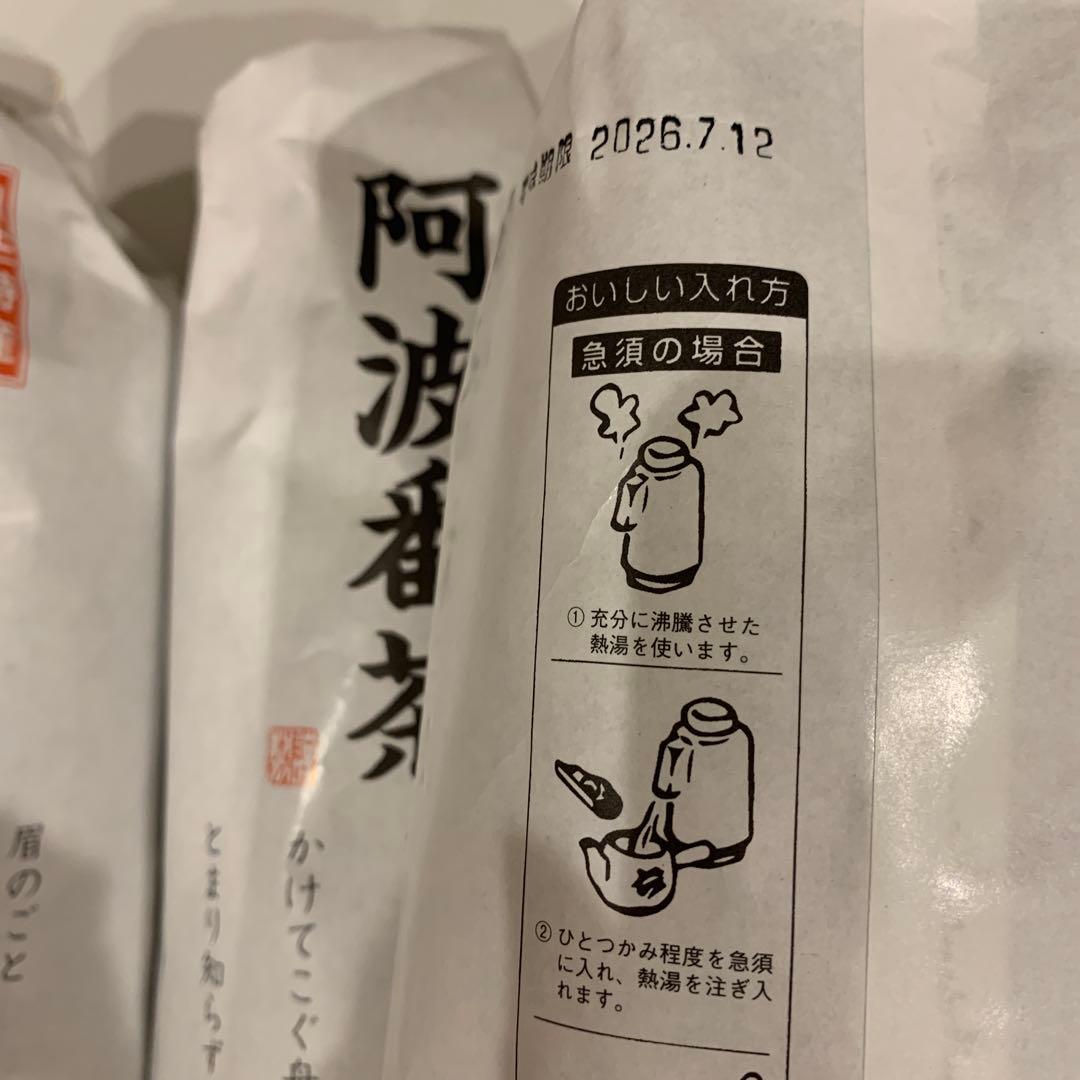 期限 2026.7.12
おいしい入れ方
急須の場合
① 充分に沸騰させた
熱湯を使います。
② ひとつかみ程度を急須
に入れ、熱湯を注ぎ入
れます。
阿波番茶
かけてこぐ舟
とまり知らず
眉のごと